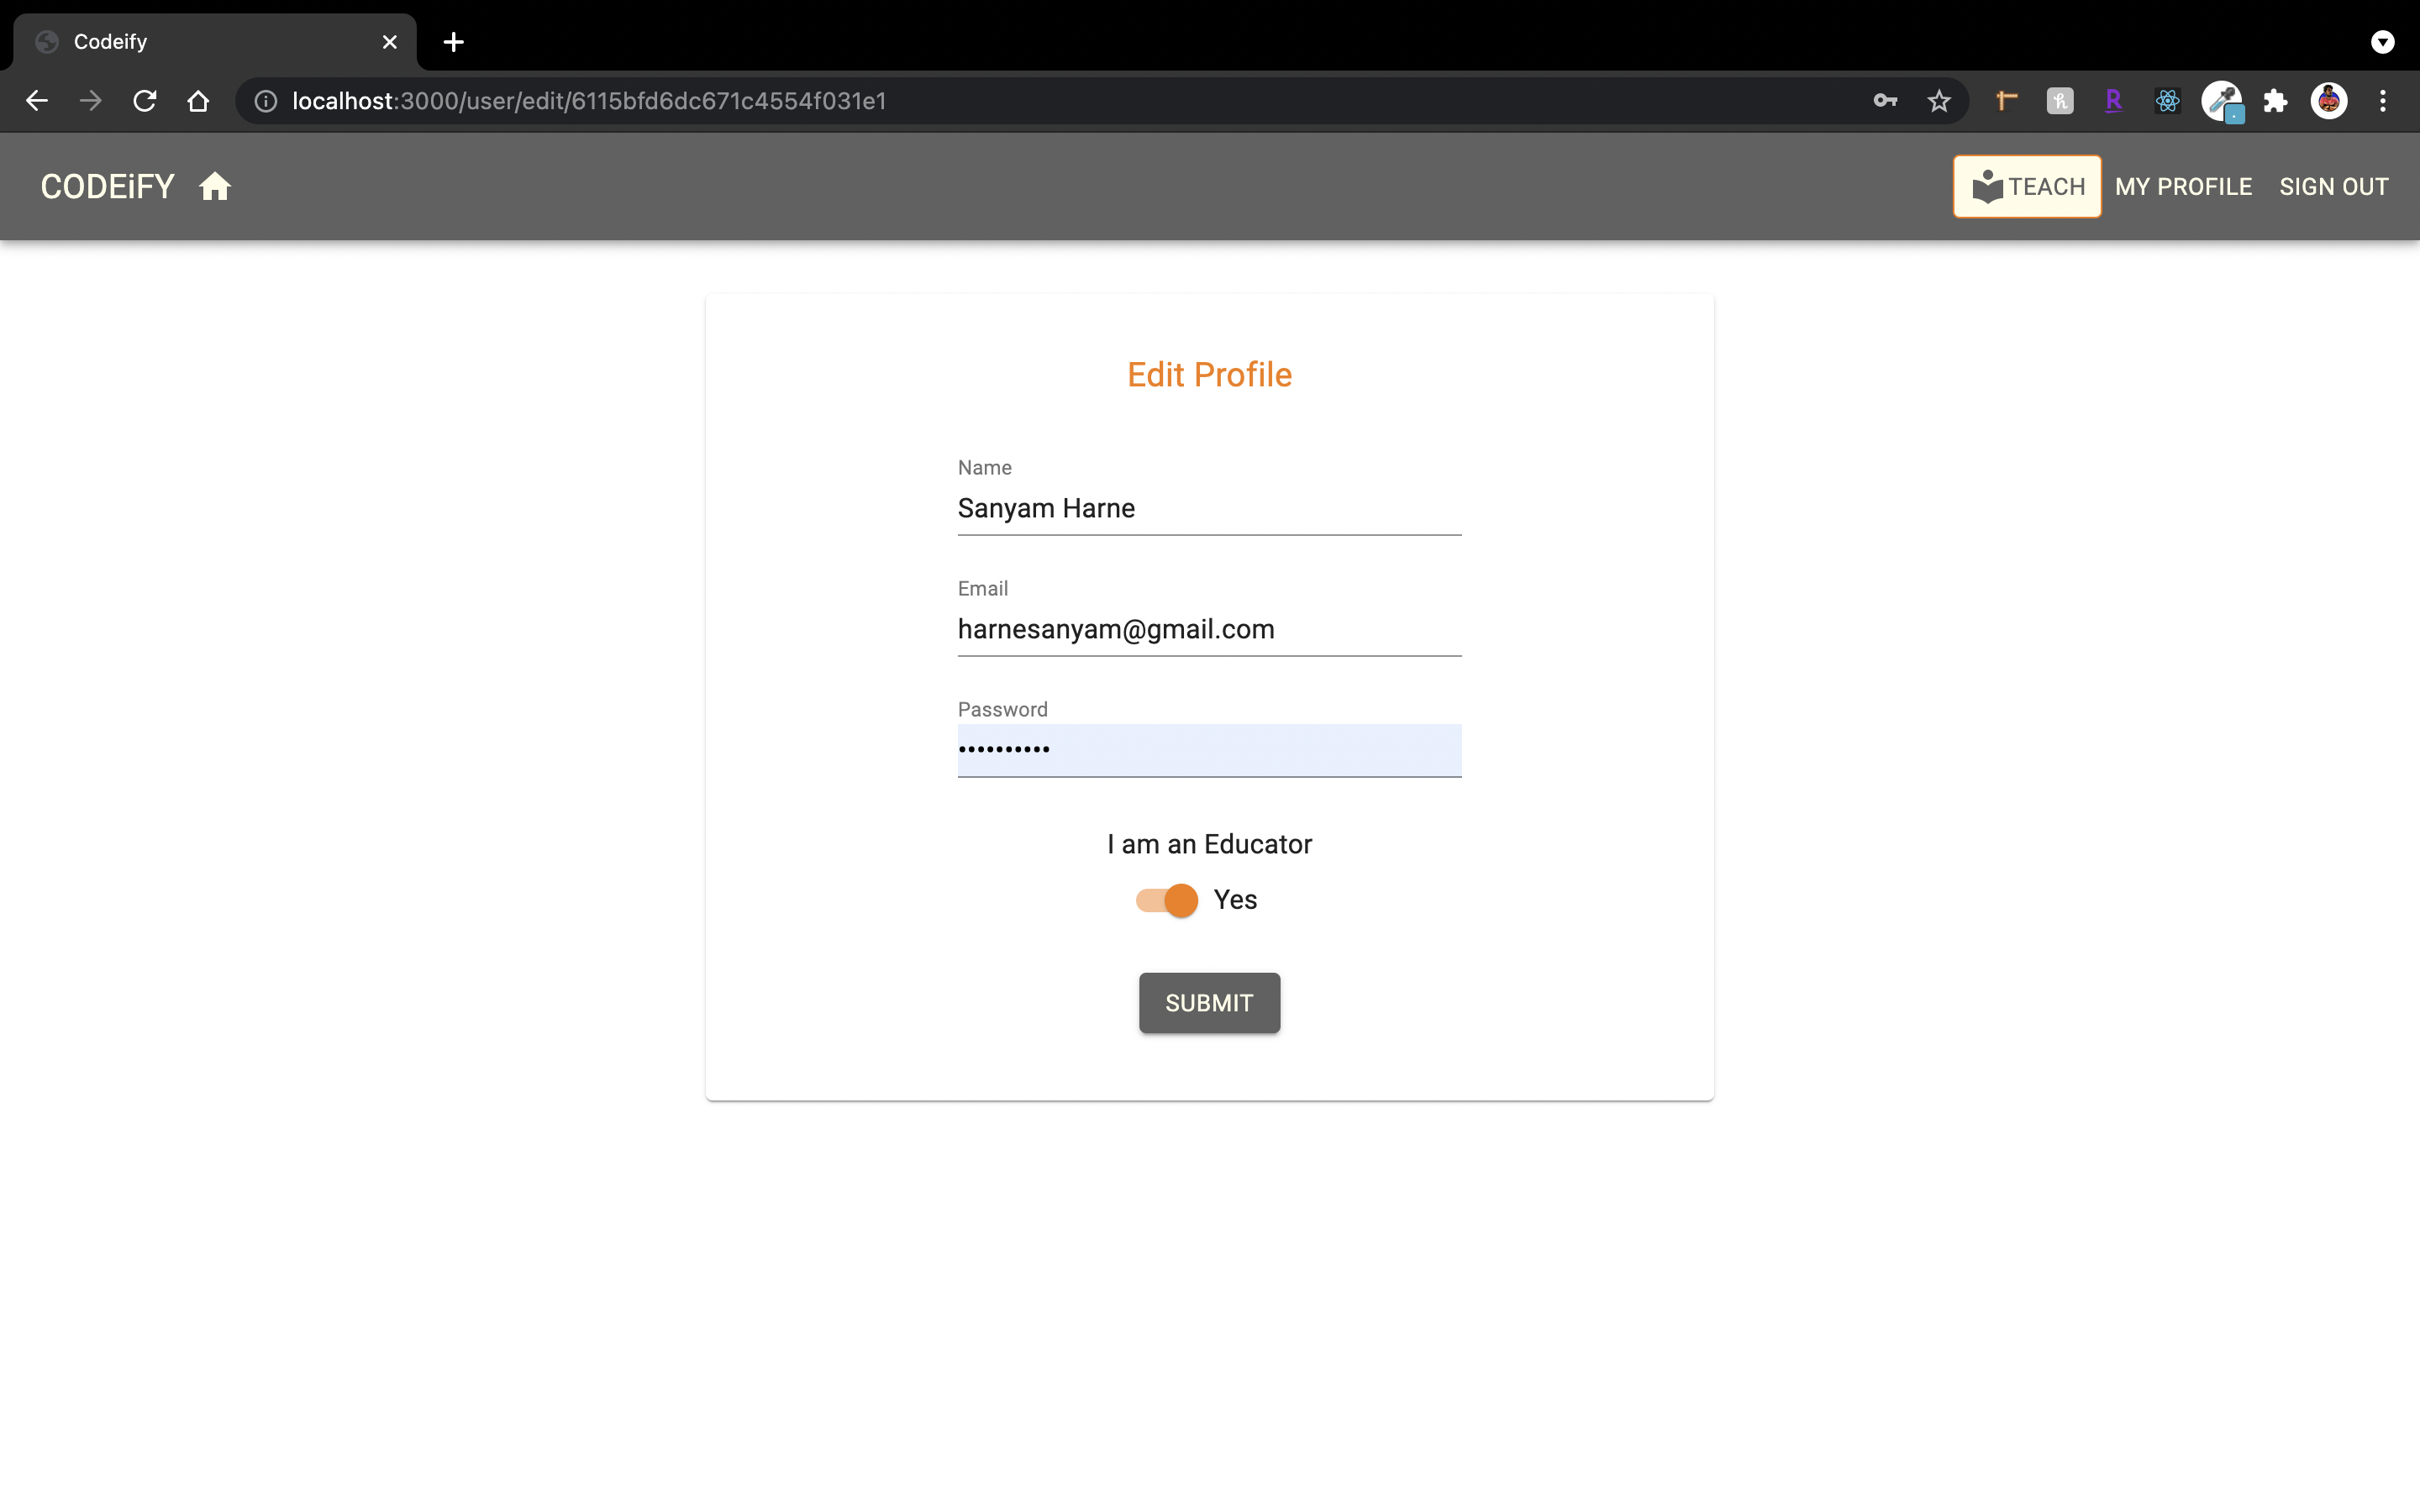 Codeify
localhost:3000/user/edit/6115bfd6dc671c4554f031e1
CODEiFY TEACH MY PROFILE SIGN OUT
Edit Profile
Name
Sanyam Harne
Email
harnesanyam@gmail.com
Password
••••••••••
I am an Educator
Yes
SUBMIT